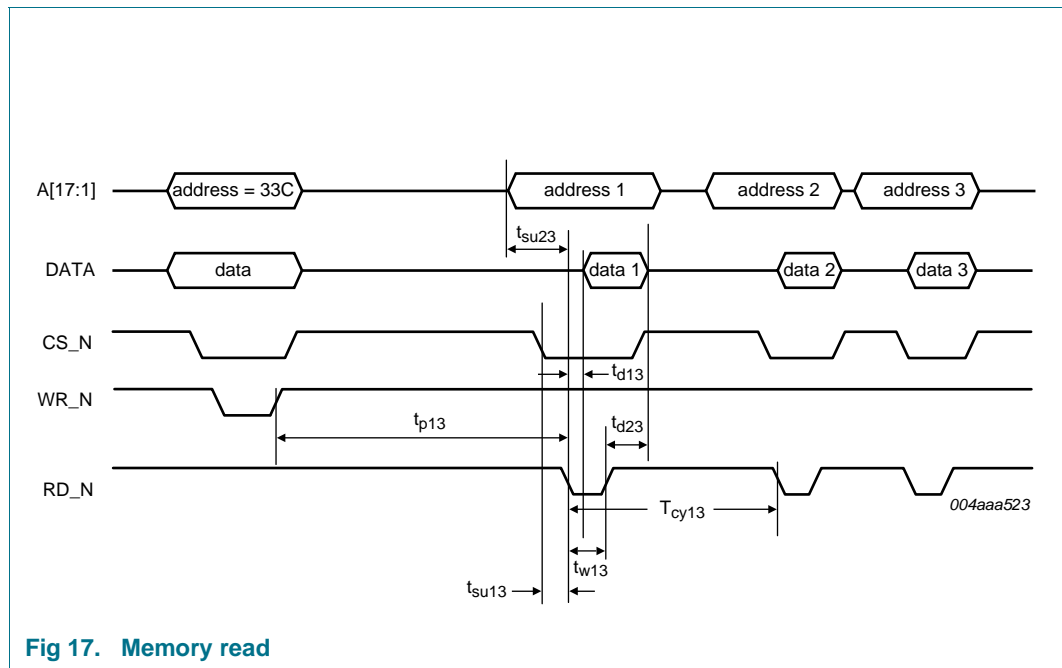 A[17:1]
address = 33C
address 1
address 2
address 3
tsu23
DATA
data
data 1
data 2
data 3
CS_N
td13
WR_N
tp13
td23
RD_N
004aaa523
Tcy13
tw13
tsu13
Fig 17. Memory read